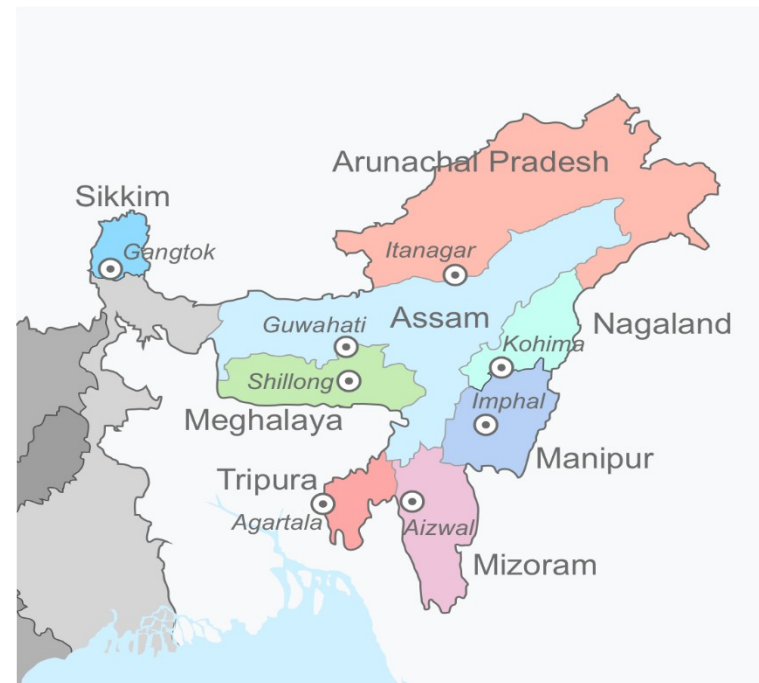 Arunachal Pradesh
Sikkim
Gangtok
Itanagar
Guwahati
Assam
Nagaland
Kohima
Shillong
Imphal
Meghalaya
Manipur
Tripura
Agartala
Aizwal
Mizoram